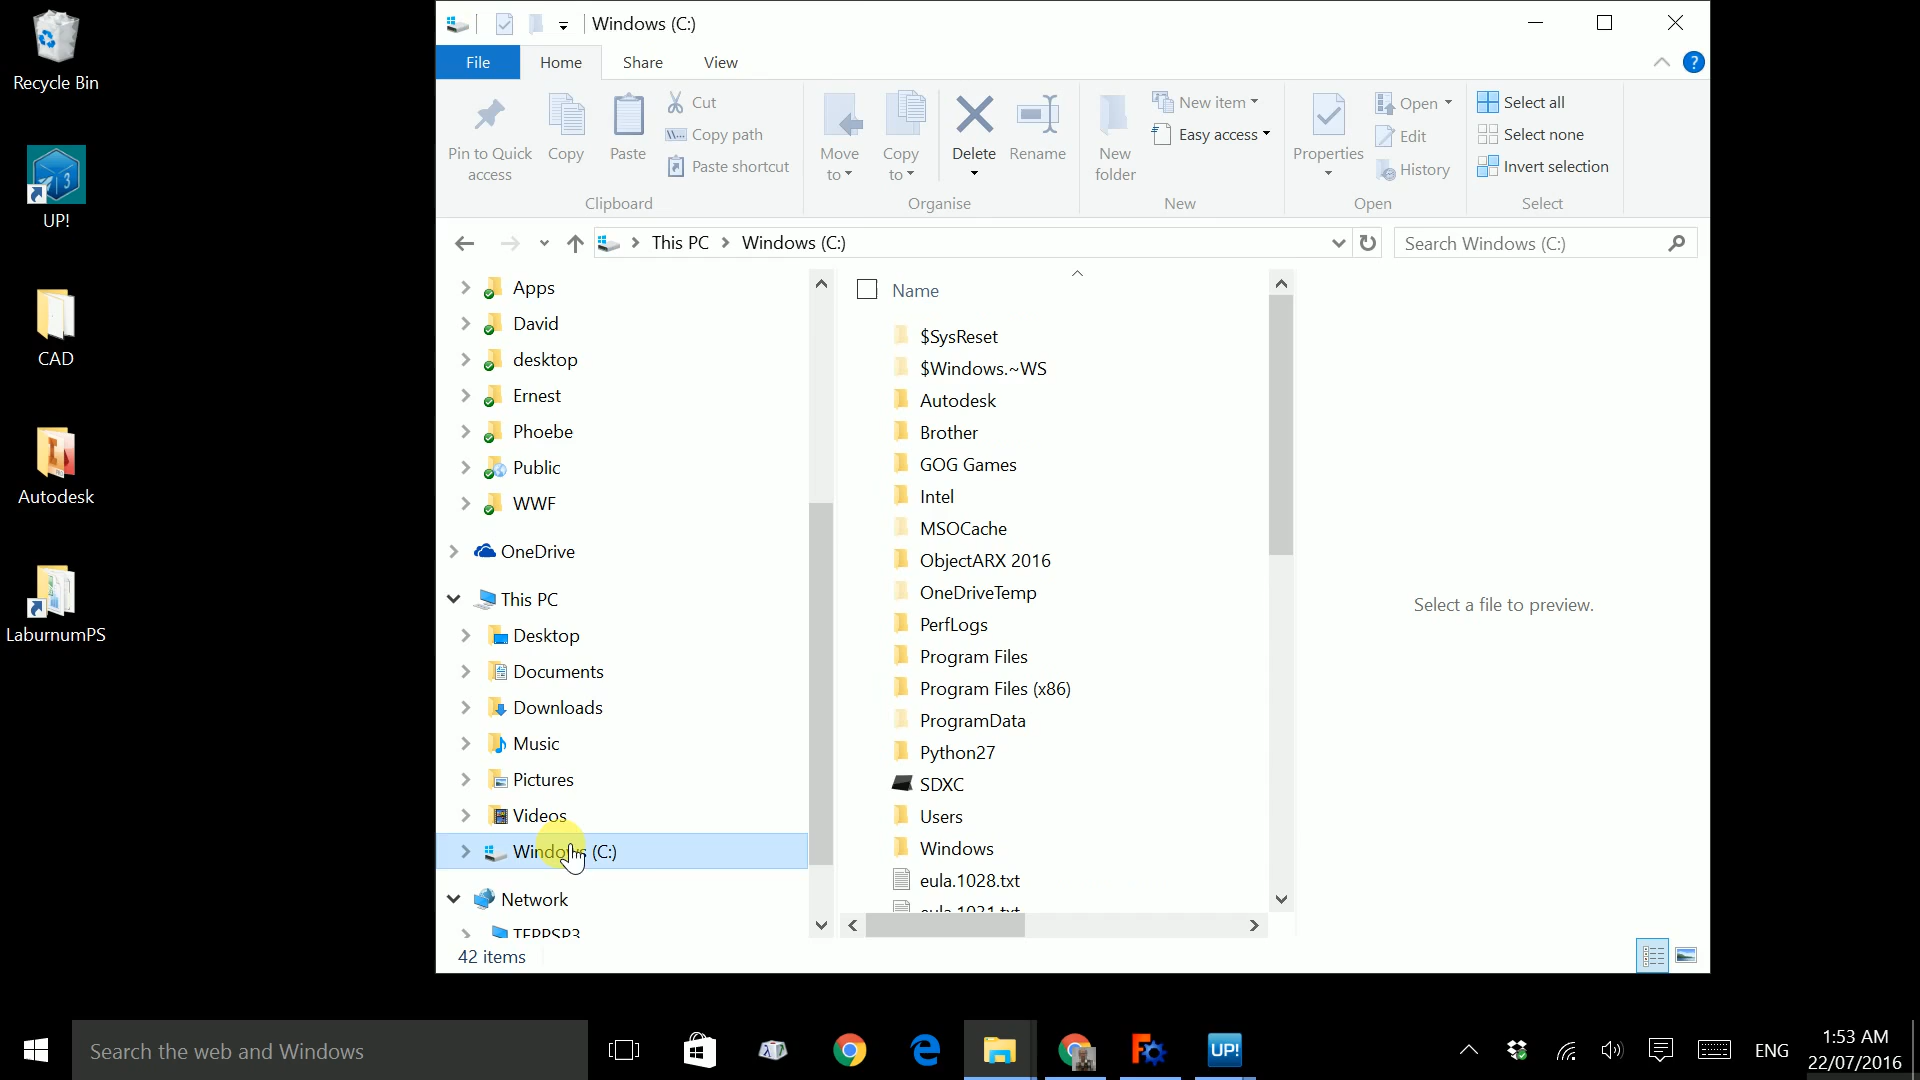 Recycle Bin
UP!
CAD
Autodesk
LaburnumPS
Windows (C:)
File
Home
Share
View
Pin to Quick access
Copy
Paste
Cut
Copy path
Paste shortcut
Clipboard
Move to
Copy to
Delete
Rename
Organise
New folder
New item
Easy access
New
Properties
Open
Edit
History
Open
Select all
Select none
Invert selection
Select
This PC
Windows (C:)
Search Windows (C:)
Apps
David
desktop
Ernest
Phoebe
Public
WWF
OneDrive
This PC
Desktop
Documents
Downloads
Music
Pictures
Videos
Windows (C:)
Network
Name
$SysReset
$Windows.~WS
Autodesk
Brother
GOG Games
Intel
MSOCache
ObjectARX 2016
OneDriveTemp
PerfLogs
Program Files
Program Files (x86)
ProgramData
Python27
SDXC
Users
Windows
eula.1028.txt
eula.1031.txt
Select a file to preview.
42 items
Search the web and Windows
UP!
ENG
1:53 AM
22/07/2016